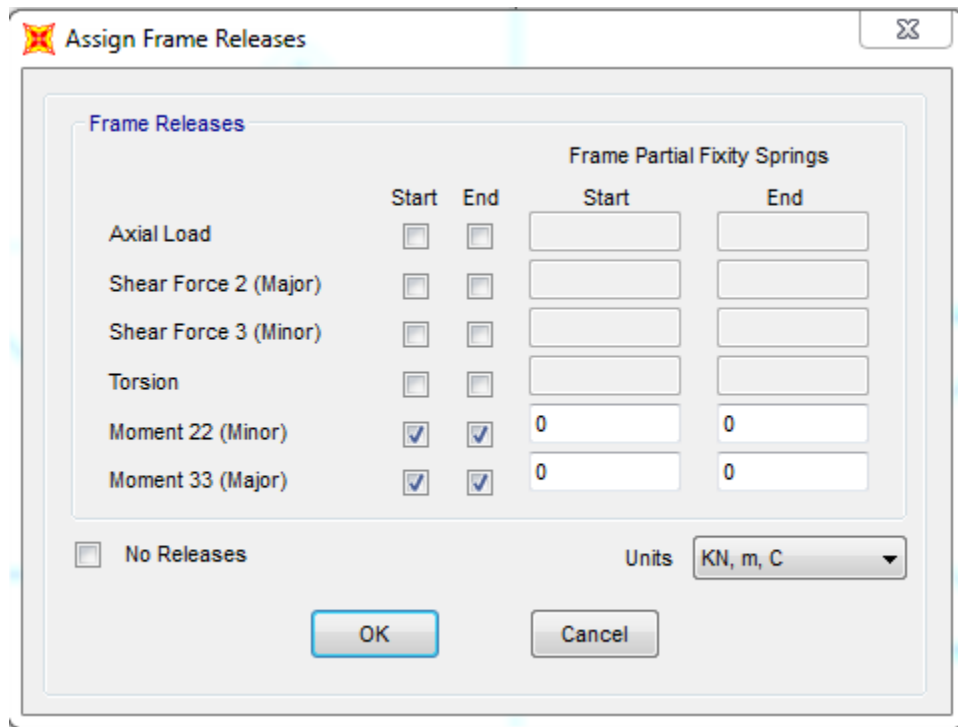 Assign Frame Releases
Frame Releases
Frame Partial Fixity Springs
Start End Start End
Axial Load
Shear Force 2 (Major)
Shear Force 3 (Minor)
Torsion
Moment 22 (Minor) 0 0
Moment 33 (Major) 0 0
No Releases Units KN, m, C
OK Cancel